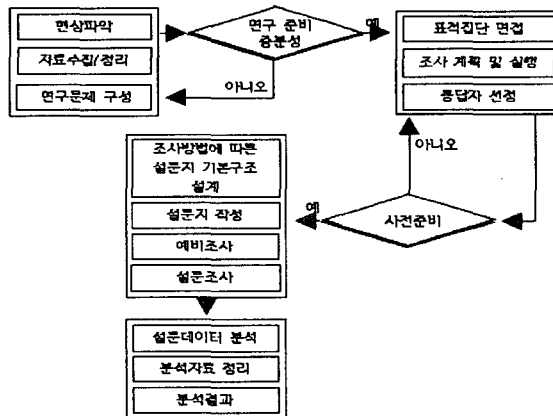 현상파악
자료수집/정리
연구문제 구성
연구 준비
충분성
예
아니오
표적집단 면접
조사 계획 및 실행
응답자 선정
아니오
사전준비
예
조사방법에 따른
설문지 기본구조
설계
설문지 작성
예비조사
설문조사
설문데이터 분석
분석자료 정리
분석결과